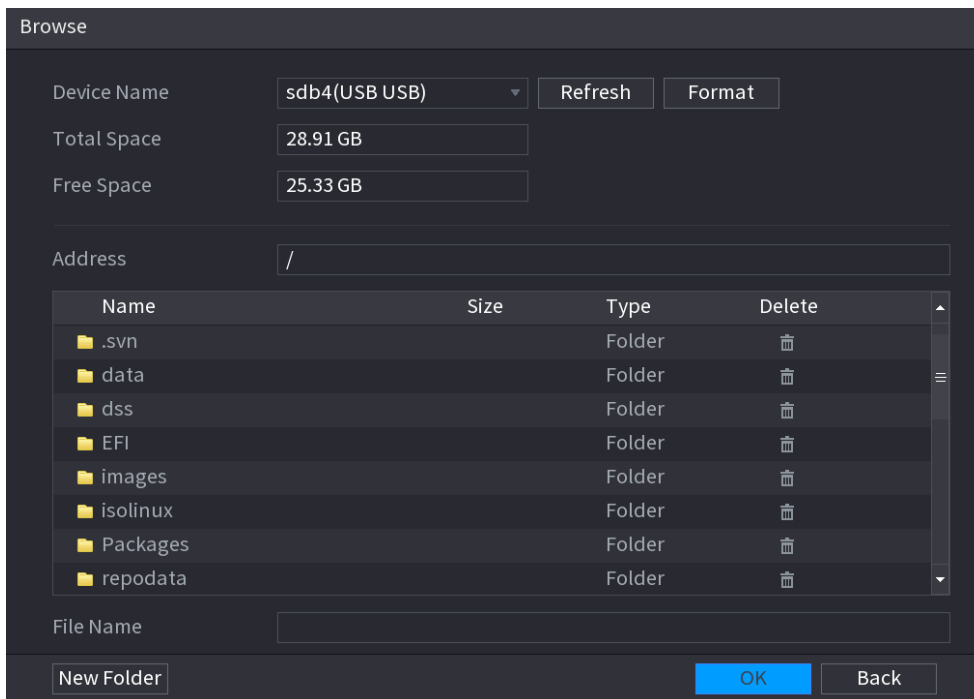 Browse
Device Name sdb4(USB USB) Refresh Format
Total Space 28.91 GB
Free Space 25.33 GB
Address /
Name Size Type Delete
.svn Folder
data Folder
dss Folder
EFI Folder
images Folder
isolinux Folder
Packages Folder
repodata Folder
File Name
New Folder OK Back